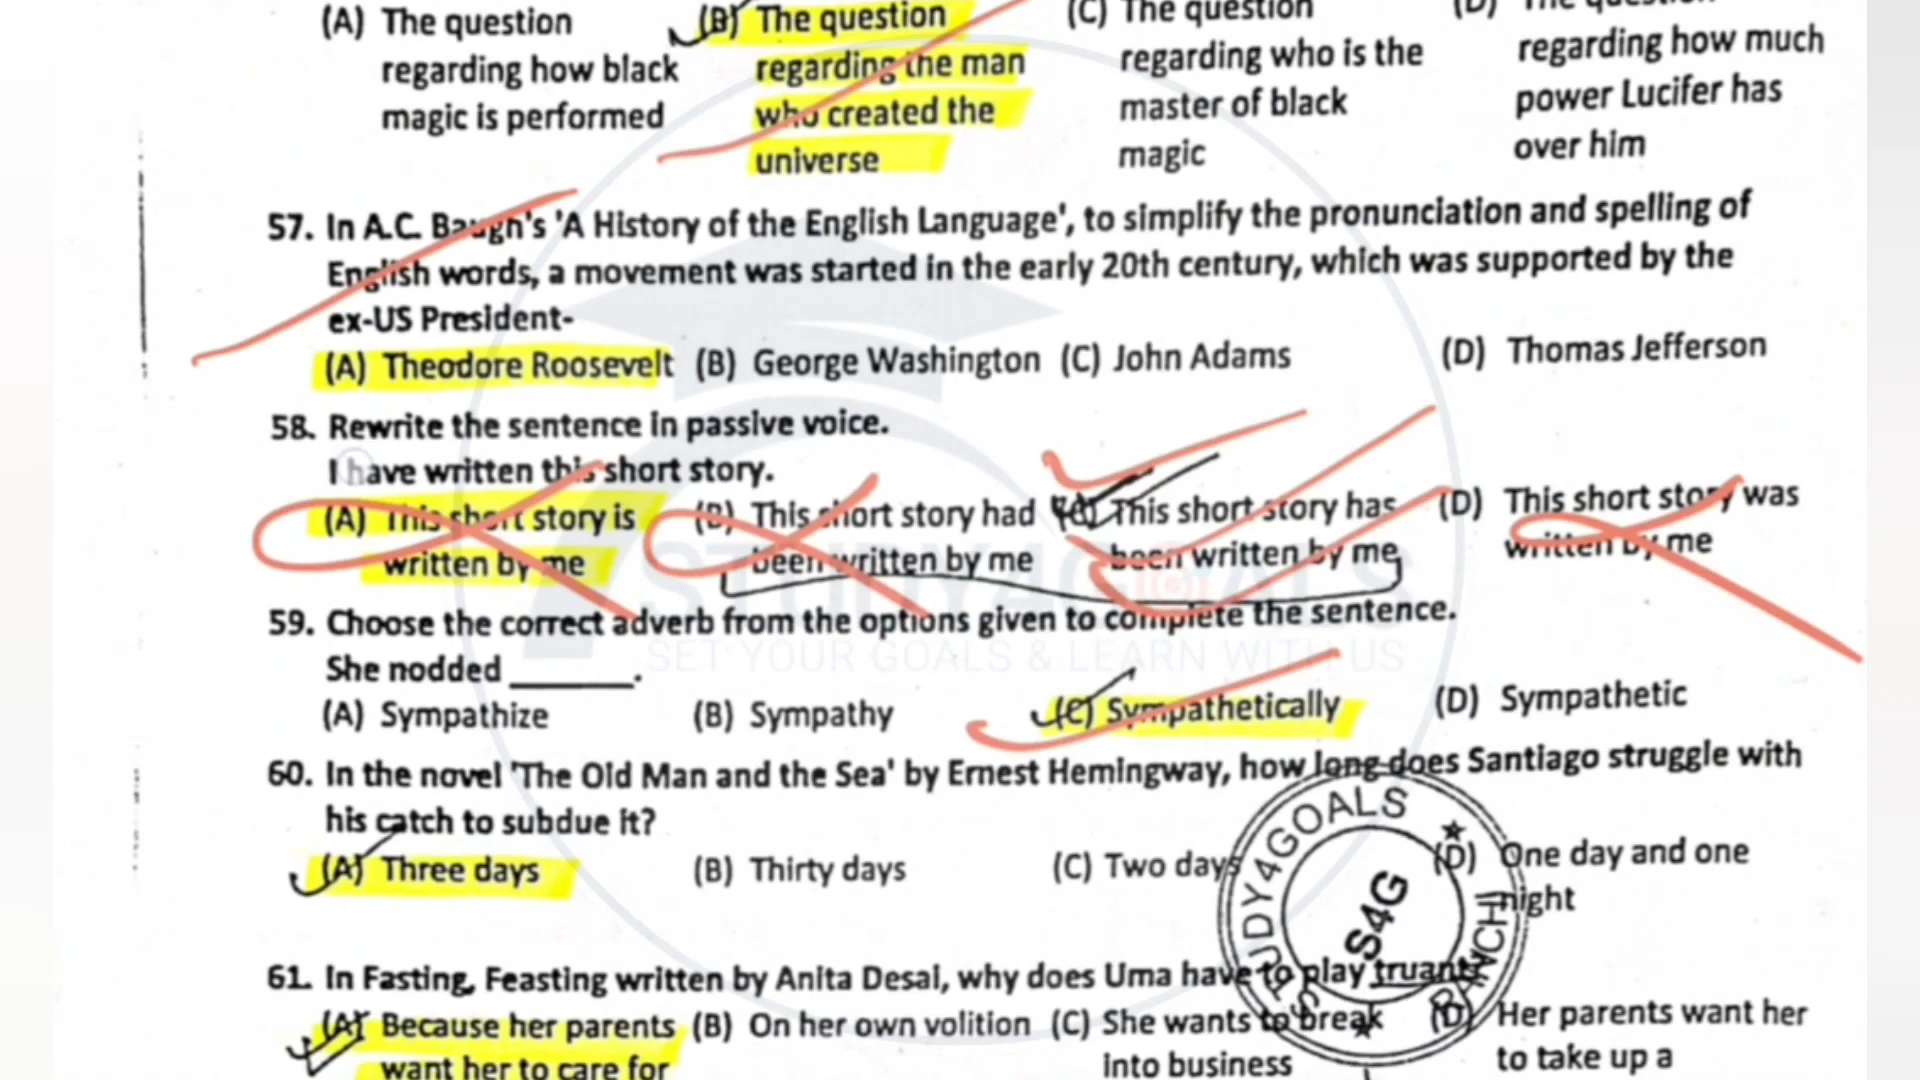 (A) The question (B) The question (C) The question (D) The question
regarding how black regarding the man regarding who is the regarding how much
magic is performed who created the master of black power Lucifer has
universe magic over him
57. In A.C. Baugh's 'A History of the English Language', to simplify the pronunciation and spelling of
English words, a movement was started in the early 20th century, which was supported by the
ex-US President-
(A) Theodore Roosevelt (B) George Washington (C) John Adams (D) Thomas Jefferson
58. Rewrite the sentence in passive voice.
I have written this short story.
(A) This short story is (B) This short story had (C) This short story has (D) This short story was
written by me been written by me been written by me written by me
STUDY4GOALS
59. Choose the correct adverb from the options given to complete the sentence.
SET YOUR GOALS & LEARN WITH US
She nodded ______.
(A) Sympathize (B) Sympathy (C) Sympathetically (D) Sympathetic
60. In the novel 'The Old Man and the Sea' by Ernest Hemingway, how long does Santiago struggle with
his catch to subdue it?
(A) Three days (B) Thirty days (C) Two days (D) One day and one
night
STUDY4GOALS
S4G
RANCHI
61. In Fasting, Feasting written by Anita Desai, why does Uma have to play truant
(A) Because her parents (B) On her own volition (C) She wants to break (D) Her parents want her
want her to care for into business to take up a